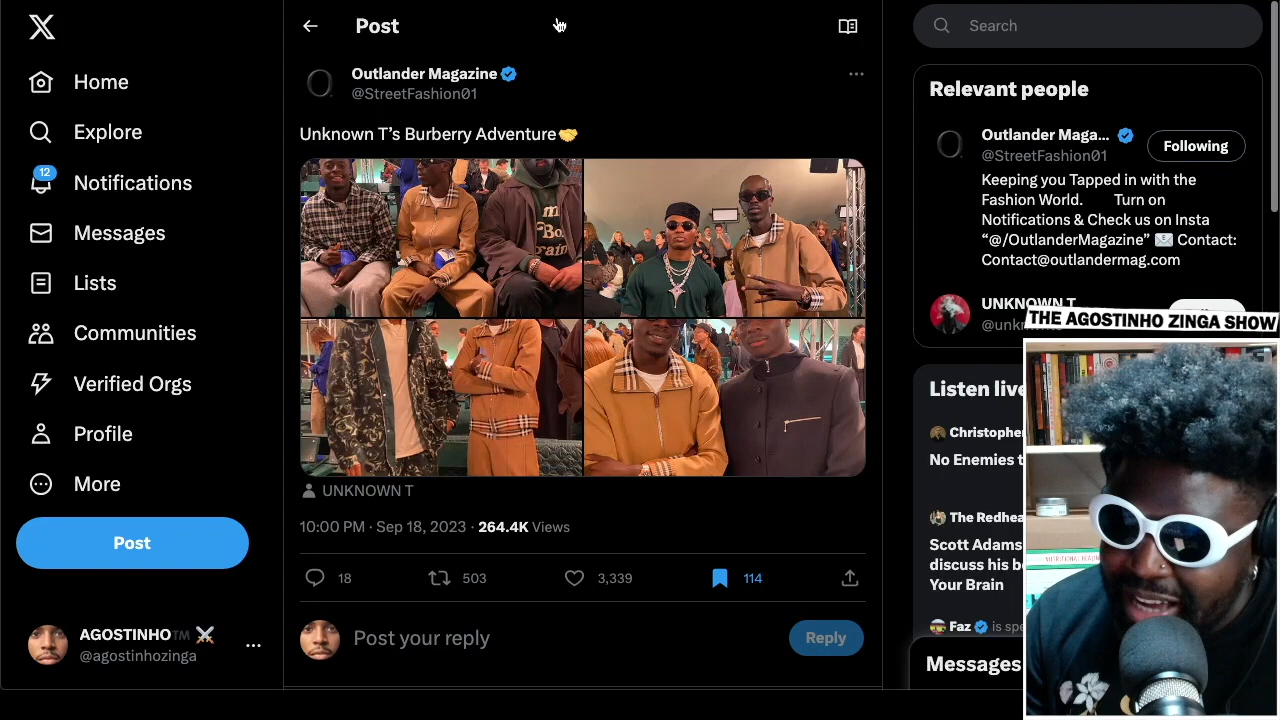 Post
Search
Home
Explore
12
Notifications
Messages
Lists
Communities
Verified Orgs
Profile
More
Post
AGOSTINHO™ ⚔️
@agostinhozinga
Outlander Magazine
@StreetFashion01
Unknown T's Burberry Adventure🤝
UNKNOWN T
10:00 PM · Sep 18, 2023 · 264.4K Views
18
503
3,339
114
Post your reply
Reply
Relevant people
Outlander Maga...
@StreetFashion01
Following
Keeping you Tapped in with the
Fashion World. Turn on
Notifications & Check us on Insta
“@/OutlanderMagazine” ✉️ Contact:
Contact@outlandermag.com
UNKNOWN T
THE AGOSTINHO ZINGA SHOW
Listen live
Christopher
No Enemies t
The Redhea
Scott Adams
discuss his b
Your Brain
Faz is spe
Messages